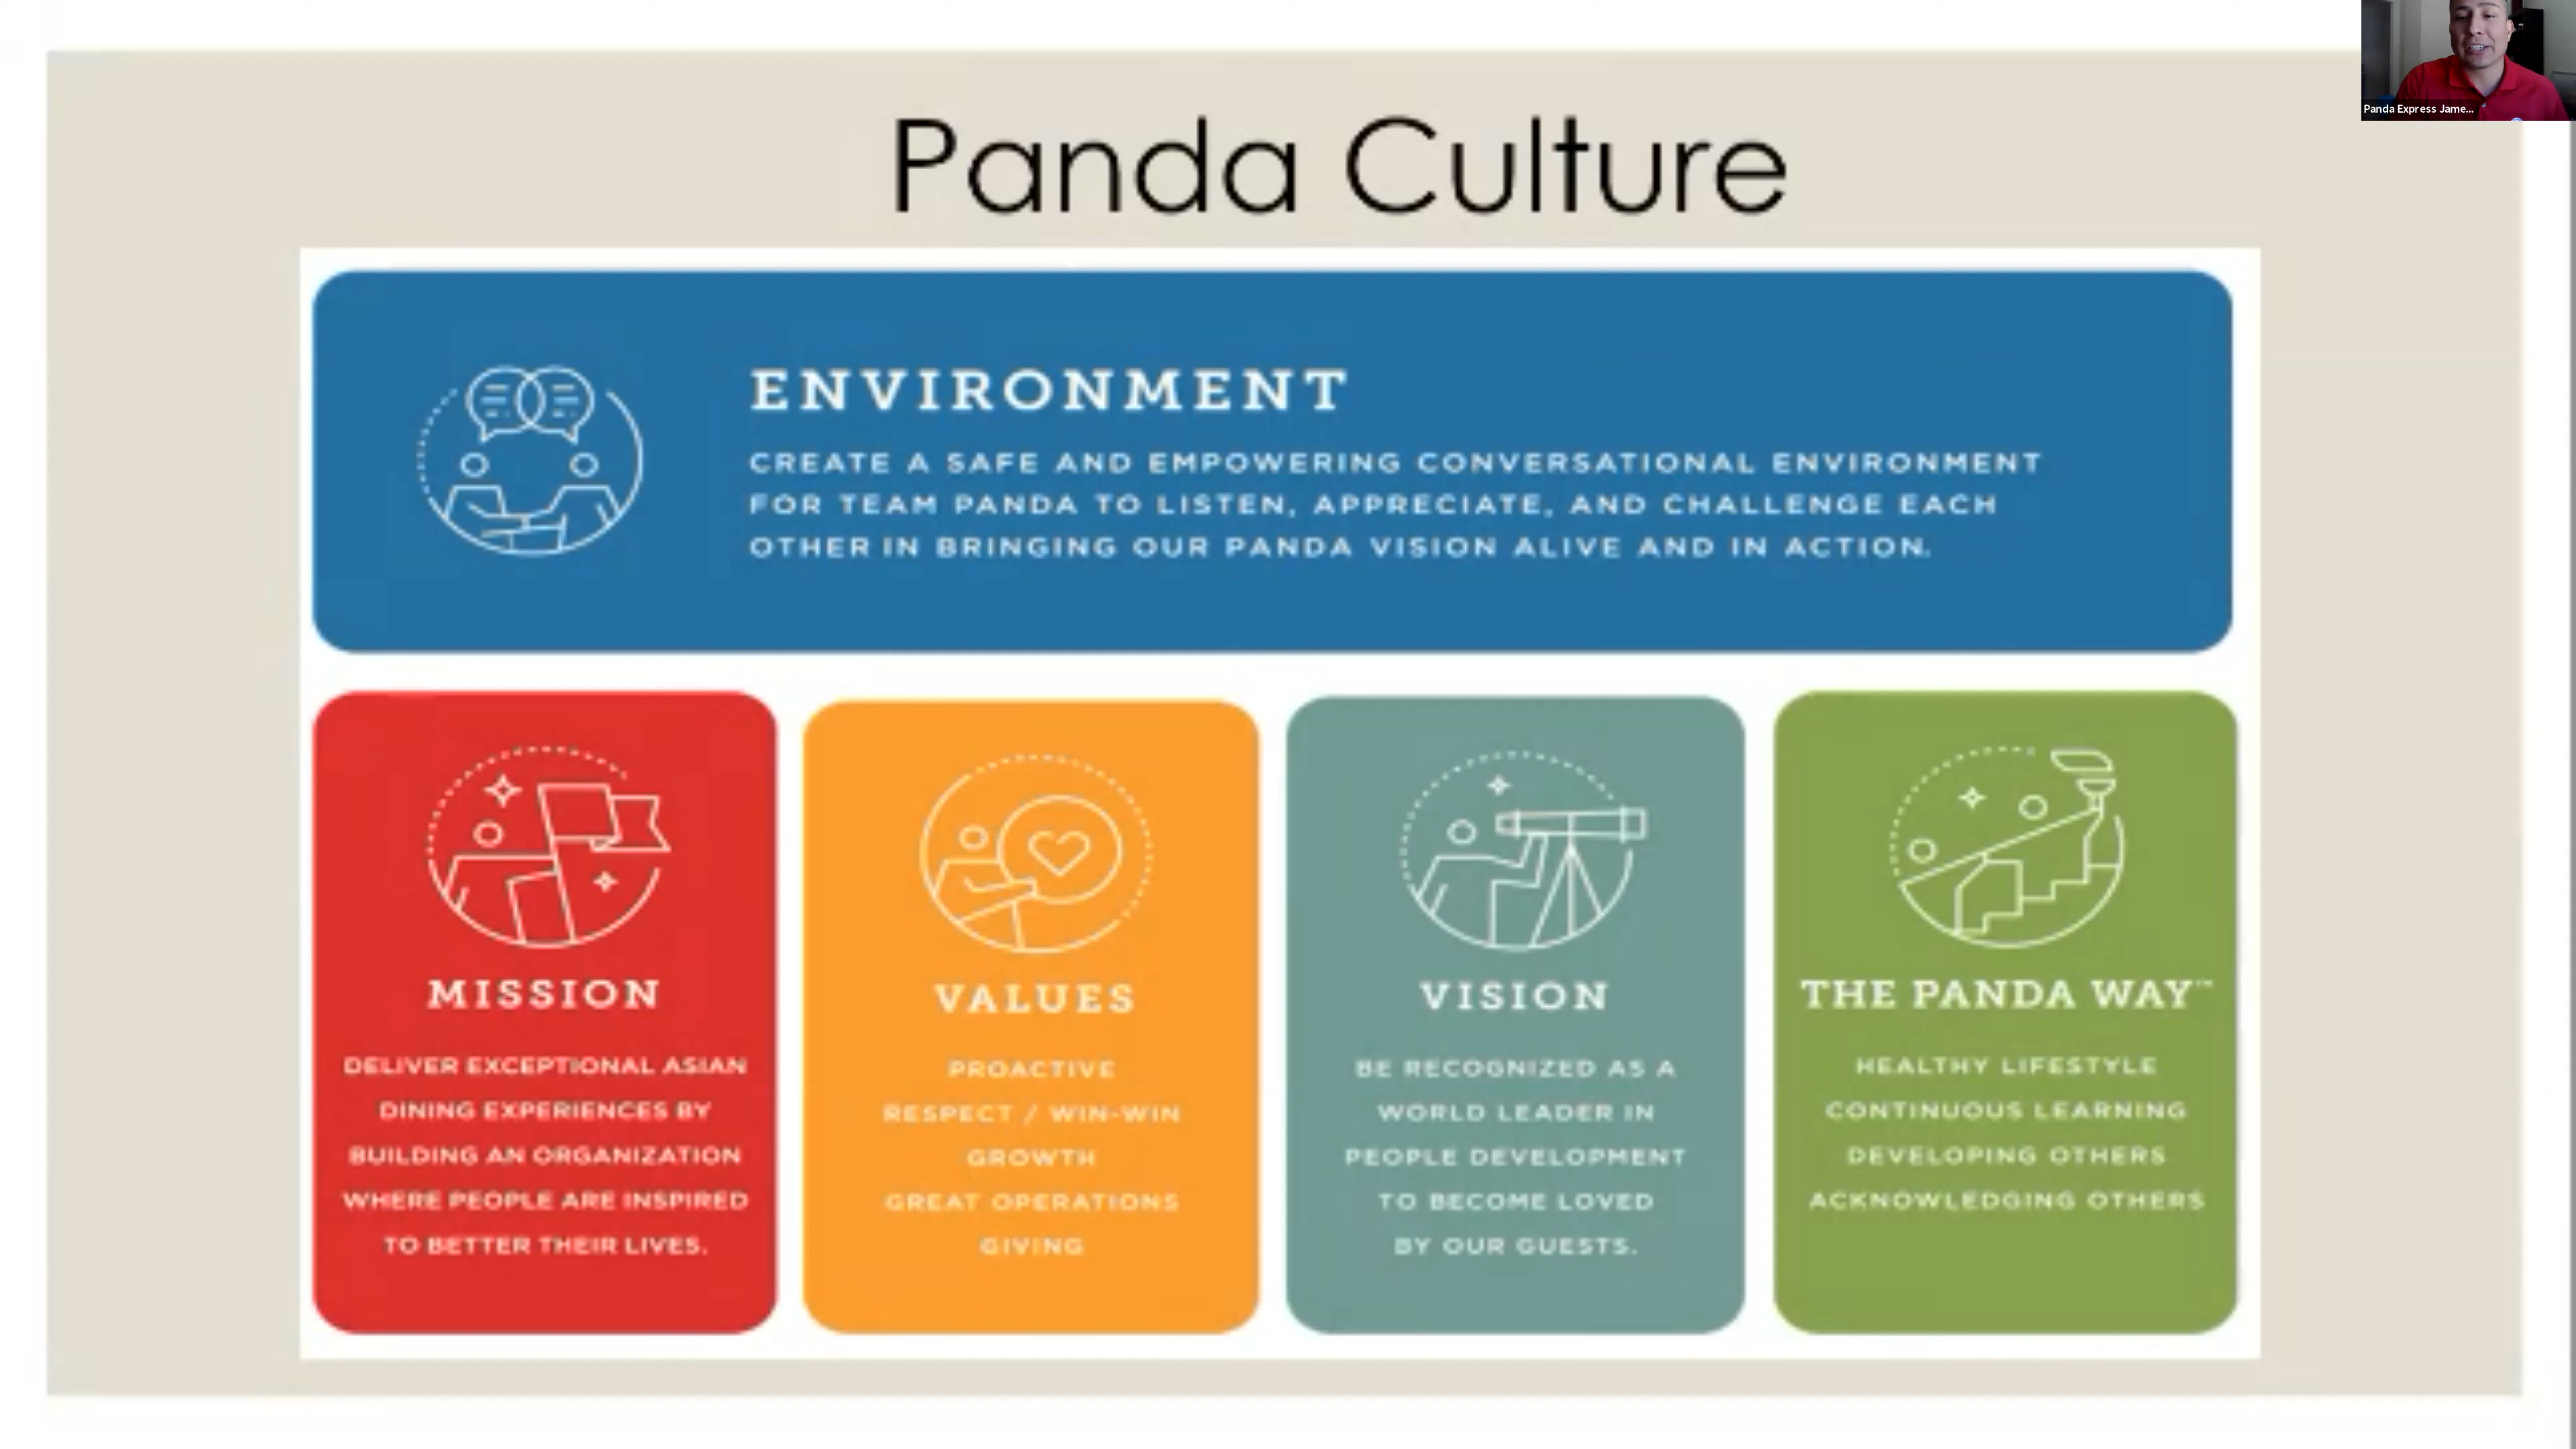 Panda Express Jame...
Panda Culture
ENVIRONMENT
CREATE A SAFE AND EMPOWERING CONVERSATIONAL ENVIRONMENT
FOR TEAM PANDA TO LISTEN, APPRECIATE, AND CHALLENGE EACH
OTHER IN BRINGING OUR PANDA VISION ALIVE AND IN ACTION.
MISSION
DELIVER EXCEPTIONAL ASIAN
DINING EXPERIENCES BY
BUILDING AN ORGANIZATION
WHERE PEOPLE ARE INSPIRED
TO BETTER THEIR LIVES.
VALUES
PROACTIVE
RESPECT / WIN-WIN
GROWTH
GREAT OPERATIONS
GIVING
VISION
BE RECOGNIZED AS A
WORLD LEADER IN
PEOPLE DEVELOPMENT
TO BECOME LOVED
BY OUR GUESTS.
THE PANDA WAY™
HEALTHY LIFESTYLE
CONTINUOUS LEARNING
DEVELOPING OTHERS
ACKNOWLEDGING OTHERS